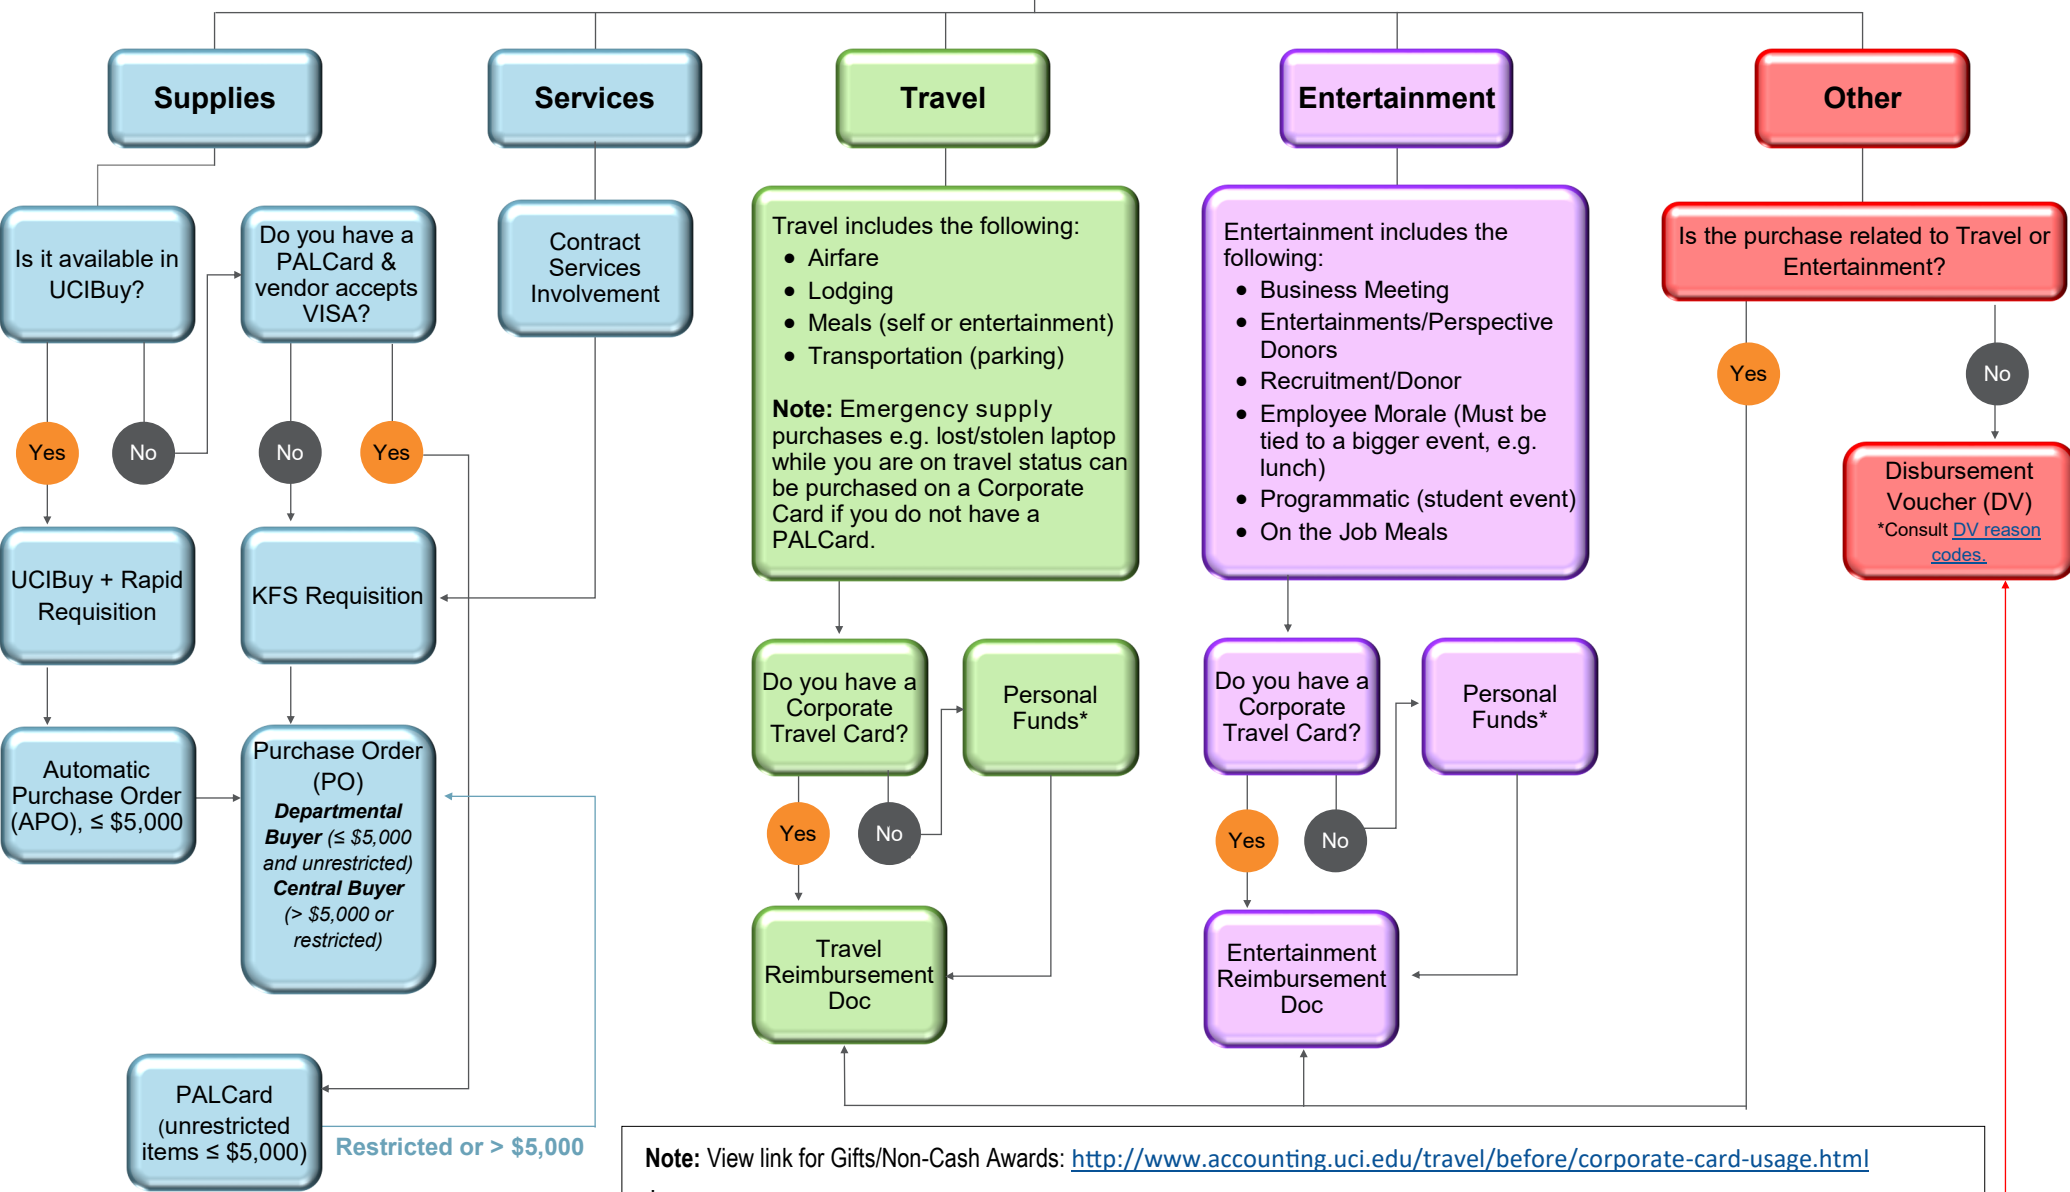 Supplies
Services
Travel
Entertainment
Other
Is it available in
UCIBuy?
Do you have a
PALCard &
vendor accepts
VISA?
Contract
Services
Involvement
Travel includes the following:
• Airfare
• Lodging
• Meals (self or entertainment)
• Transportation (parking)
Note: Emergency supply
purchases e.g. lost/stolen laptop
while you are on travel status can
be purchased on a Corporate
Card if you do not have a
PALCard.
Entertainment includes the
following:
• Business Meeting
• Entertainments/Perspective
Donors
• Recruitment/Donor
• Employee Morale (Must be
tied to a bigger event, e.g.
lunch)
• Programmatic (student event)
• On the Job Meals
Is the purchase related to Travel or
Entertainment?
Yes
No
No
Yes
Yes
No
UCIBuy + Rapid
Requisition
KFS Requisition
Disbursement
Voucher (DV)
*Consult DV reason
codes.
Automatic
Purchase Order
(APO), ≤ $5,000
Purchase Order
(PO)
Departmental
Buyer (≤ $5,000
and unrestricted)
Central Buyer
(> $5,000 or
restricted)
Do you have a
Corporate
Travel Card?
Personal
Funds*
Do you have a
Corporate
Travel Card?
Personal
Funds*
Yes
No
Yes
No
Travel
Reimbursement
Doc
Entertainment
Reimbursement
Doc
PALCard
(unrestricted
items ≤ $5,000)
Restricted or > $5,000
Note: View link for Gifts/Non-Cash Awards: http://www.accounting.uci.edu/travel/before/corporate-card-usage.html